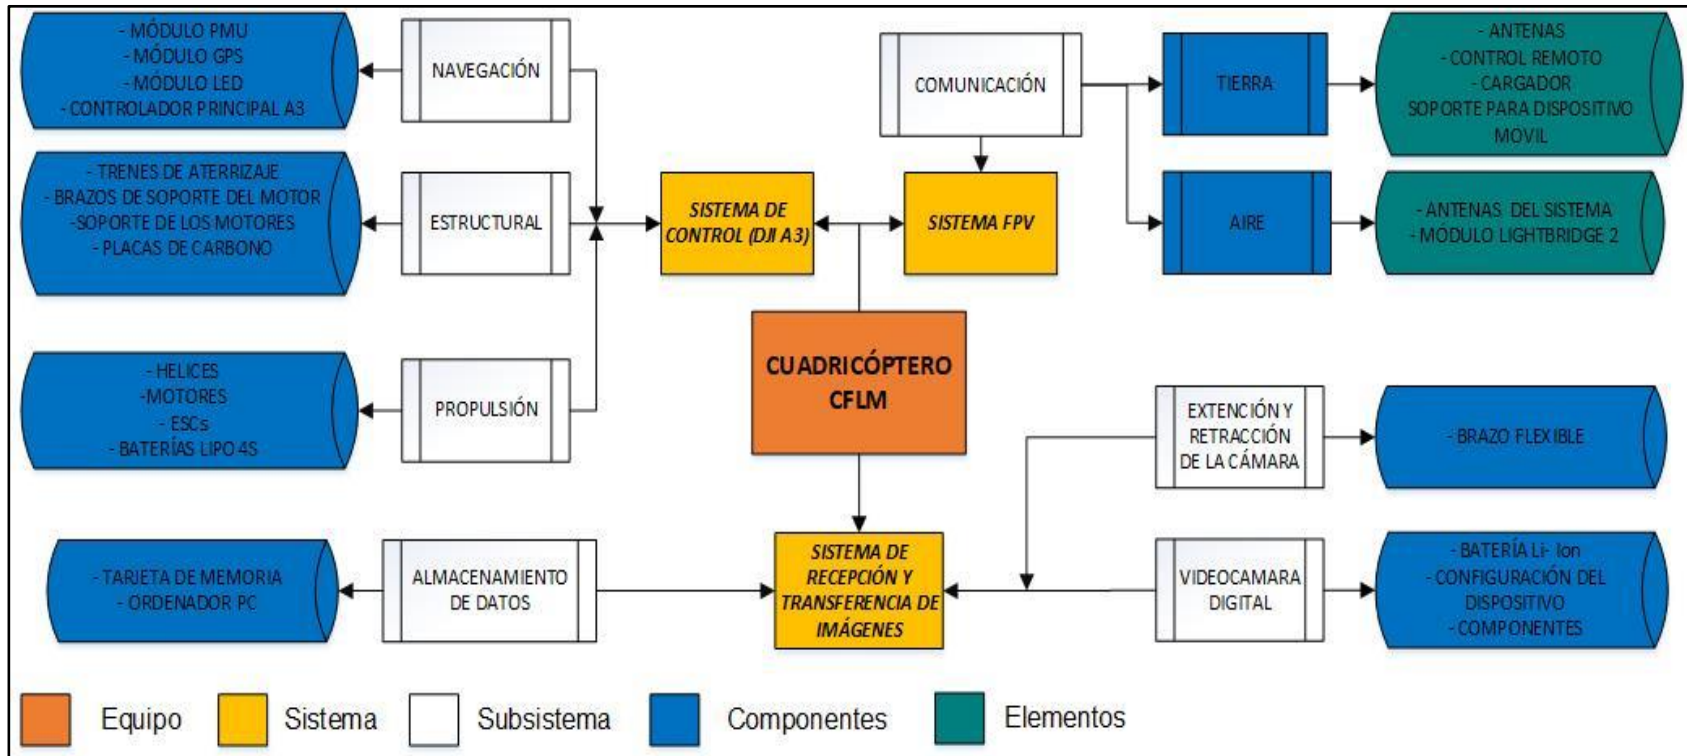 - MÓDULO PMU
- MÓDULO GPS
- MÓDULO LED
- CONTROLADOR PRINCIPAL A3
NAVEGACIÓN
- TRENES DE ATERRIZAJE
- BRAZOS DE SOPORTE DEL MOTOR
-SOPORTE DE LOS MOTORES
- PLACAS DE CARBONO
ESTRUCTURAL
- HELICES
-MOTORES
- ESCs
- BATERÍAS LIPO 4S
PROPULSIÓN
- TARJETA DE MEMORIA
- ORDENADOR PC
ALMACENAMIENTO
DE DATOS
SISTEMA DE
CONTROL (DJI A3)
SISTEMA FPV
CUADRICÓPTERO
CFLM
SISTEMA DE
RECEPCIÓN Y
TRANSFERENCIA DE
IMÁGENES
COMUNICACIÓN
TIERRA
- ANTENAS
- CONTROL REMOTO
- CARGADOR
SOPORTE PARA DISPOSITIVO
MOVIL
AIRE
- ANTENAS DEL SISTEMA
- MÓDULO LIGHTBRIDGE 2
EXTENCIÓN Y
RETRACCIÓN
DE LA CÁMARA
- BRAZO FLEXIBLE
VIDEOCAMARA
DIGITAL
- BATERÍA Li- Ion
- CONFIGURACIÓN DEL
DISPOSITIVO
- COMPONENTES
Equipo
Sistema
Subsistema
Componentes
Elementos